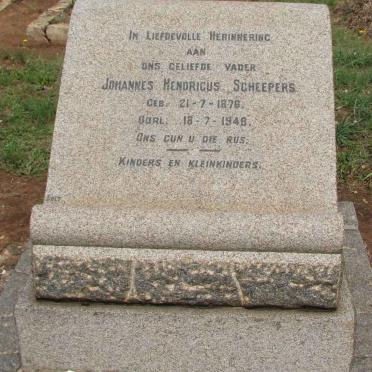 In Liefdevolle Herinnering
aan
ons geliefde vader
Johannes Hendricus Scheepers
Geb. 21-7-1876.
Oorl. 18-7-1949.
Ons gun u die rus.
Kinders en kleinkinders.